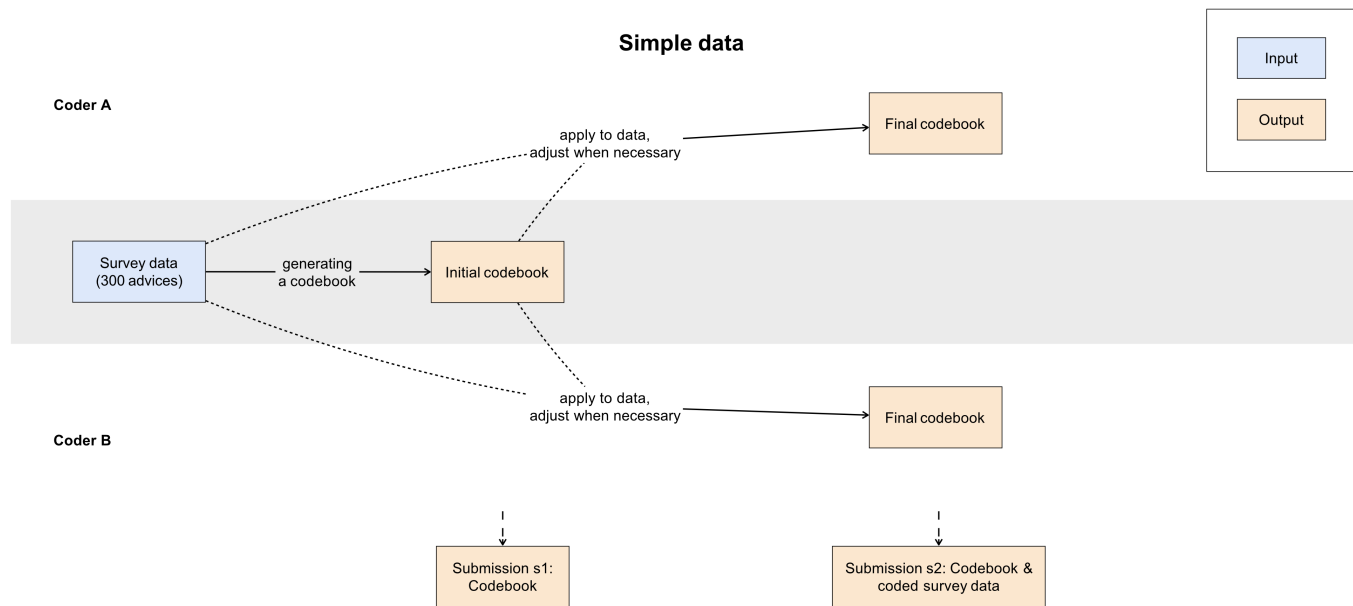 Simple data
Input
Output
Coder A
apply to data,
adjust when necessary
Final codebook
Survey data
(300 advices)
generating
a codebook
Initial codebook
apply to data,
adjust when necessary
Final codebook
Coder B
Submission s1:
Codebook
Submission s2: Codebook &
coded survey data